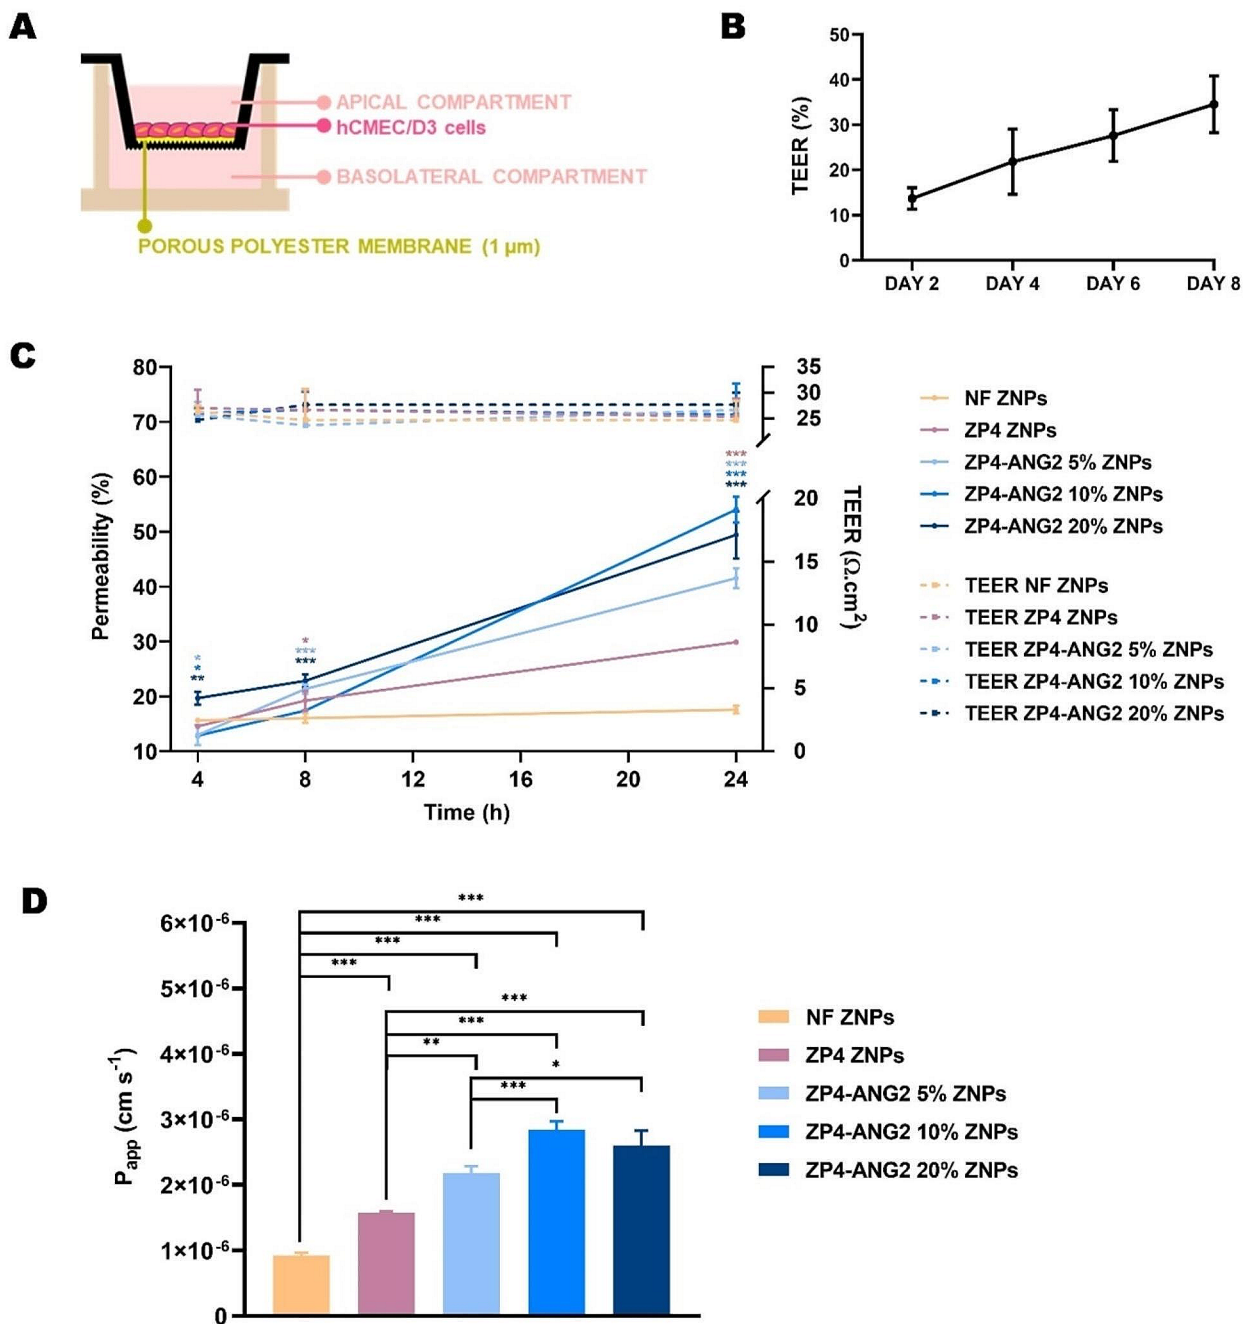 A
APICAL COMPARTMENT
hCMEC/D3 cells
BASOLATERAL COMPARTMENT
POROUS POLYESTER MEMBRANE (1 µm)
B
TEER (%)
50
40
30
20
10
0
DAY 2 DAY 4 DAY 6 DAY 8
C
Permeability (%)
80
70
60
50
40
30
20
10
4 8 12 16 20 24
Time (h)
35
30
25
20
15
10
5
0
TEER (Ω.cm²)
*
*
**
*
***
***
***
***
***
***
NF ZNPs
ZP4 ZNPs
ZP4-ANG2 5% ZNPs
ZP4-ANG2 10% ZNPs
ZP4-ANG2 20% ZNPs
TEER NF ZNPs
TEER ZP4 ZNPs
TEER ZP4-ANG2 5% ZNPs
TEER ZP4-ANG2 10% ZNPs
TEER ZP4-ANG2 20% ZNPs
D
Papp (cm s⁻¹)
6×10⁻⁶
5×10⁻⁶
4×10⁻⁶
3×10⁻⁶
2×10⁻⁶
1×10⁻⁶
0
***
***
***
***
***
***
**
*
***
NF ZNPs
ZP4 ZNPs
ZP4-ANG2 5% ZNPs
ZP4-ANG2 10% ZNPs
ZP4-ANG2 20% ZNPs